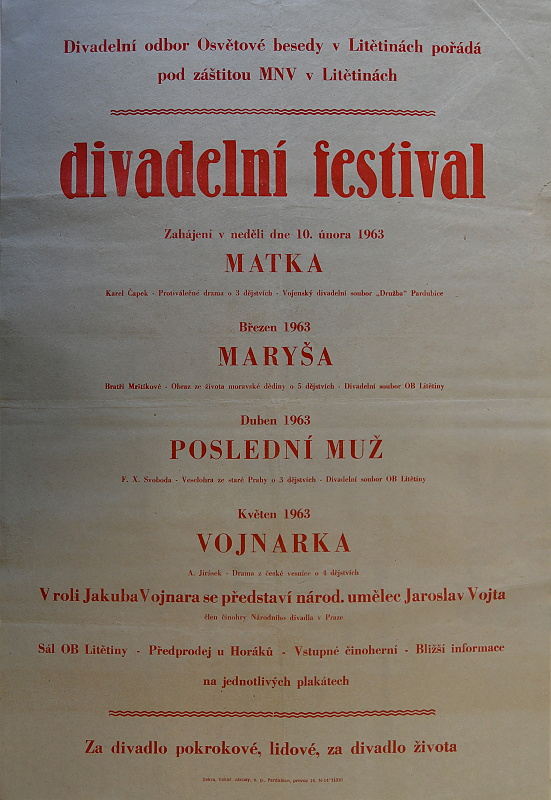 Divadelní odbor Osvětové besedy v Litětinách pořádá
pod záštitou MNV v Litětinách
divadelní festival
Zahájení v neděli dne 10. února 1963
MATKA
Karel Čapek - Protiválečné drama o 3 dějstvích - Vojenský divadelní soubor „Družba" Pardubice
Březen 1963
MARYŠA
Bratři Mrštíkové - Obraz ze života moravské dědiny o 5 dějstvích - Divadelní soubor OB Litětiny
Duben 1963
POSLEDNÍ MUŽ
F. X. Svoboda - Veselohra ze staré Prahy o 3 dějstvích - Divadelní soubor OB Litětiny
Květen 1963
VOJNARKA
A. Jirásek - Drama z české vesnice o 4 dějstvích
V roli Jakuba Vojnara se představí národ. umělec Jaroslav Vojta
člen činohry Národního divadla v Praze
Sál OB Litětiny - Předprodej u Horáků - Vstupné činoherní - Bližší informace
na jednotlivých plakátech
Za divadlo pokrokové, lidové, za divadlo života
n. p., Pardubice, provoz